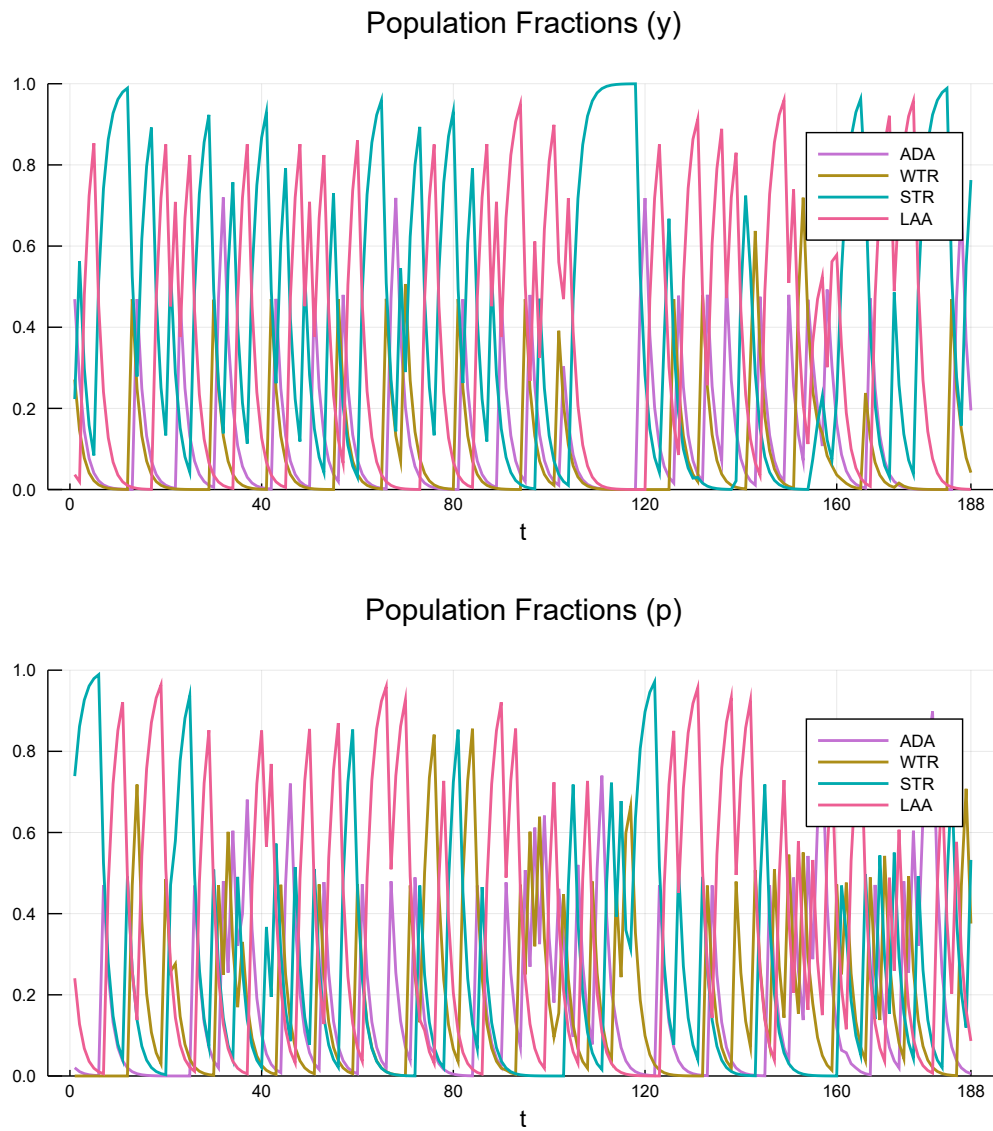 Population Fractions (y)
1.0
0.8
0.6
0.4
0.2
0.0
ADA
WTR
STR
LAA
0 40 80 120 160 188
t
Population Fractions (p)
1.0
0.8
0.6
0.4
0.2
0.0
ADA
WTR
STR
LAA
0 40 80 120 160 188
t